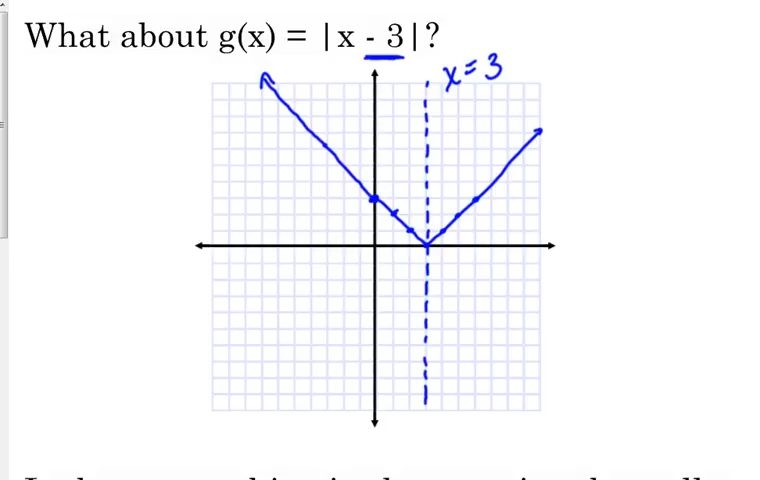 What about g(x) = |x - 3|?
x = 3